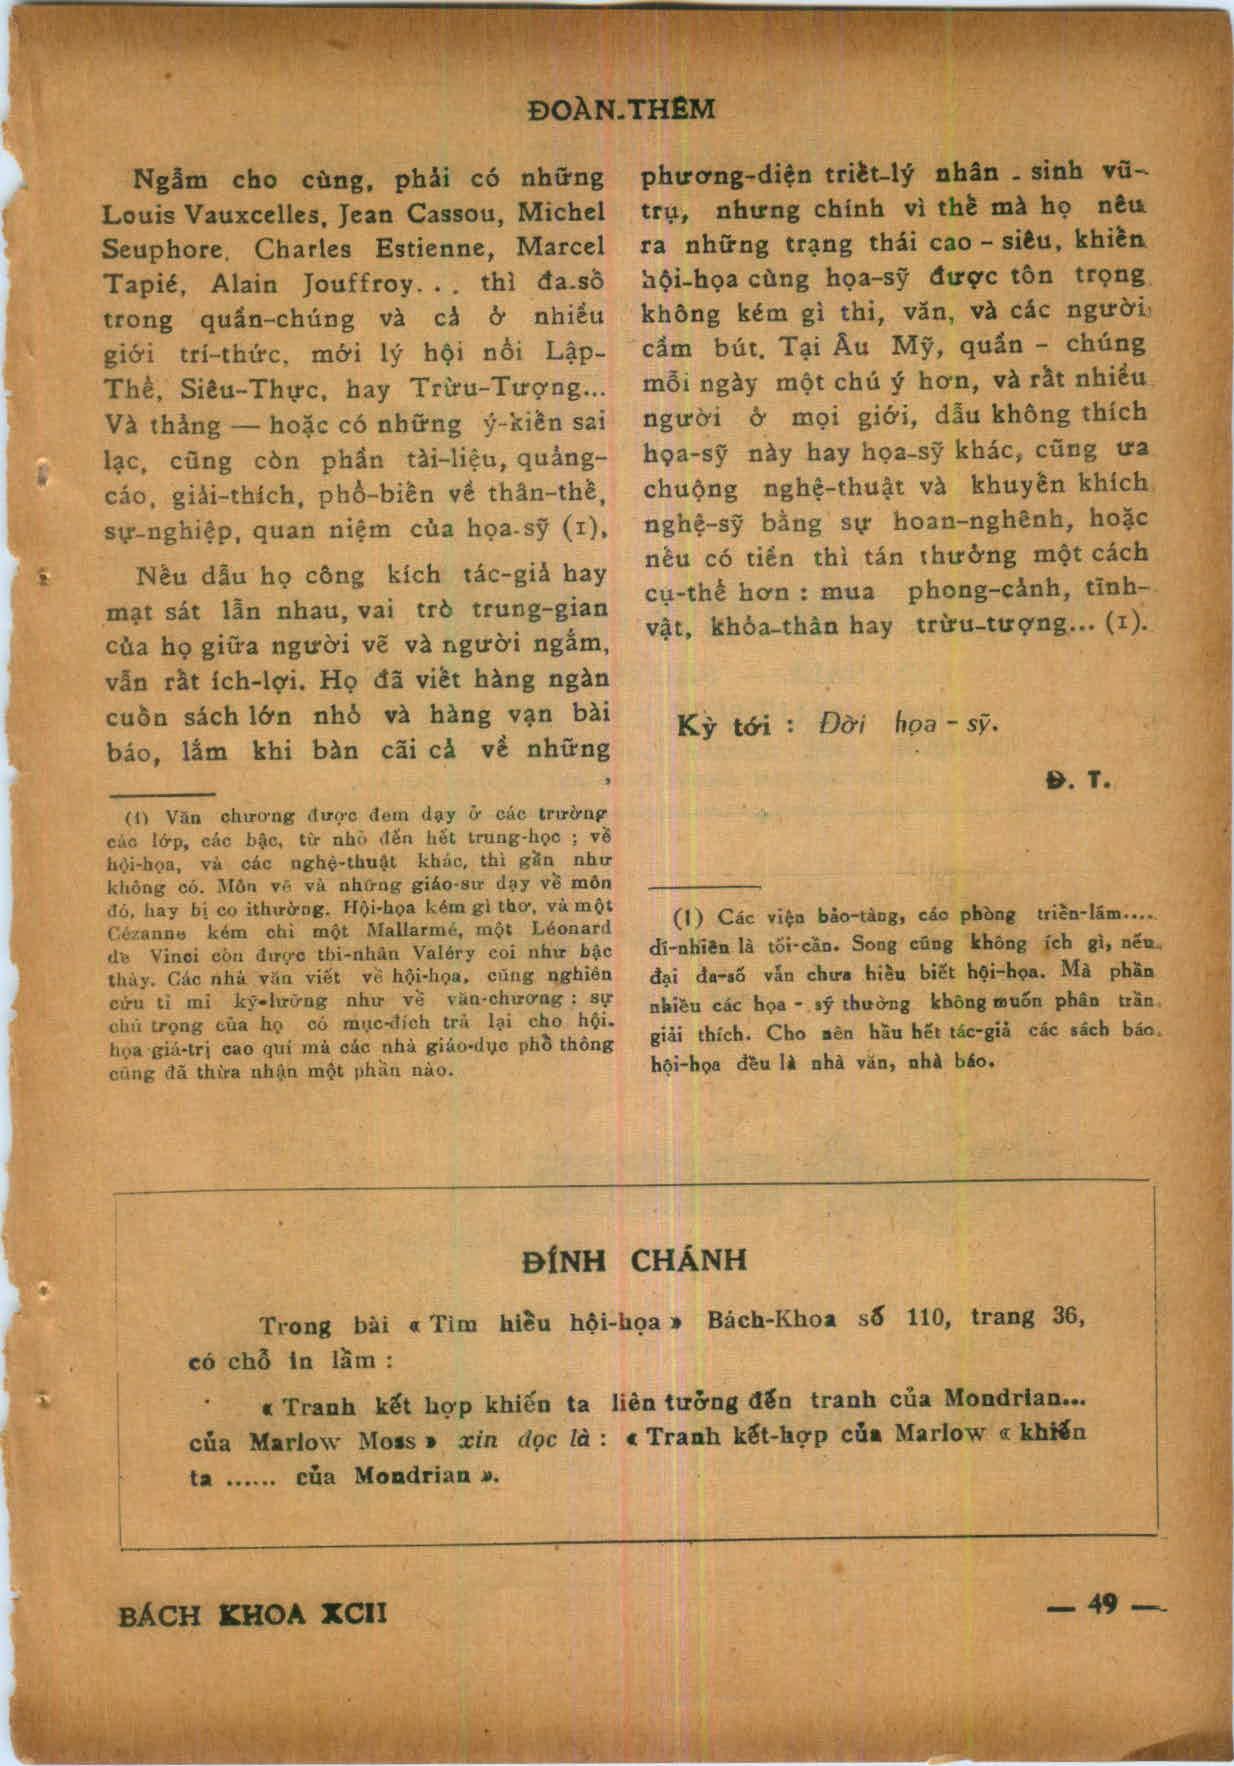 ĐOÀN-THÊM
Ngẫm cho cùng, phải có những
Louis Vauxcelles, Jean Cassou, Michel
Seuphore, Charles Estienne, Marcel
Tapié, Alain Jouffroy. . . thì đa-số
trong quần-chúng và cả ở nhiều
giới trí-thức, mới lý hội nổi Lập-
Thể, Siêu-Thực, hay Trừu-Tượng...
Và thảng — hoặc có những ý-kiến sai
lạc, cũng còn phần tài-liệu, quảng-
cáo, giải-thích, phổ-biến về thân-thế,
sự-nghiệp, quan niệm của họa-sỹ (1),
Nếu dẫu họ công kích tác-giả hay
mạt sát lẫn nhau, vai trò trung-gian
của họ giữa người vẽ và người ngắm,
vẫn rất ích-lợi. Họ đã viết hàng ngàn
cuốn sách lớn nhỏ và hàng vạn bài
báo, lắm khi bàn cãi cả về những
(1) Văn chương được đem dạy ở các trường
các lớp, các bậc, từ nhỏ đến hết trung-học ; về
hội-họa, và các nghệ-thuật khác, thì gần như
không có. Môn vẽ và những giáo-sư dạy về môn
đó, hay bị co ithường. Hội-họa kém gì thơ, và một
Cézanne kém chi một Mallarmé, một Léonard
de Vinci còn được thi-nhân Valéry coi như bậc
thày. Các nhà văn viết về hội-họa, cũng nghiên
cứu tỉ mỉ kỹ-lưỡng như về văn-chương : sự
chú trọng của họ có mục-đích trả lại cho hội-
họa giá-trị cao quí mà các nhà giáo-dục phổ thông
cũng đã thừa nhận một phần nào.
phương-diện triết-lý nhân - sinh vũ-
trụ, nhưng chính vì thế mà họ nêu
ra những trạng thái cao - siêu, khiến
hội-họa cùng họa-sỹ được tôn trọng
không kém gì thi, văn, và các người
cầm bút. Tại Âu Mỹ, quần - chúng
mỗi ngày một chú ý hơn, và rất nhiều
người ở mọi giới, dẫu không thích
họa-sỹ này hay họa-sỹ khác, cũng ưa
chuộng nghệ-thuật và khuyến khích
nghệ-sỹ bằng sự hoan-nghênh, hoặc
nếu có tiền thì tán thưởng một cách
cụ-thể hơn : mua phong-cảnh, tĩnh-
vật, khỏa-thân hay trừu-tượng... (1).
Kỳ tới : Đời họa - sỹ.
Đ. T.
(1) Các viện bảo-tàng, các phòng triển-lãm....
dĩ-nhiên là tối-cần. Song cũng không ích gì, nếu
đại đa-số vẫn chưa hiểu biết hội-họa. Mà phần
nhiều các họa - sỹ thường không muốn phân trần
giải thích. Cho nên hầu hết tác-giả các sách báo
hội-họa đều là nhà văn, nhà báo.
ĐÍNH CHÁNH
Trong bài « Tìm hiểu hội-họa » Bách-Khoa số 110, trang 36,
có chỗ in lầm :
« Tranh kết hợp khiến ta liên tưởng đến tranh của Mondrian...
của Marlow Moss » xin đọc là : « Tranh kết-hợp của Marlow « khiến
ta ...... của Mondrian ».
BÁCH KHOA XCII
— 49 —